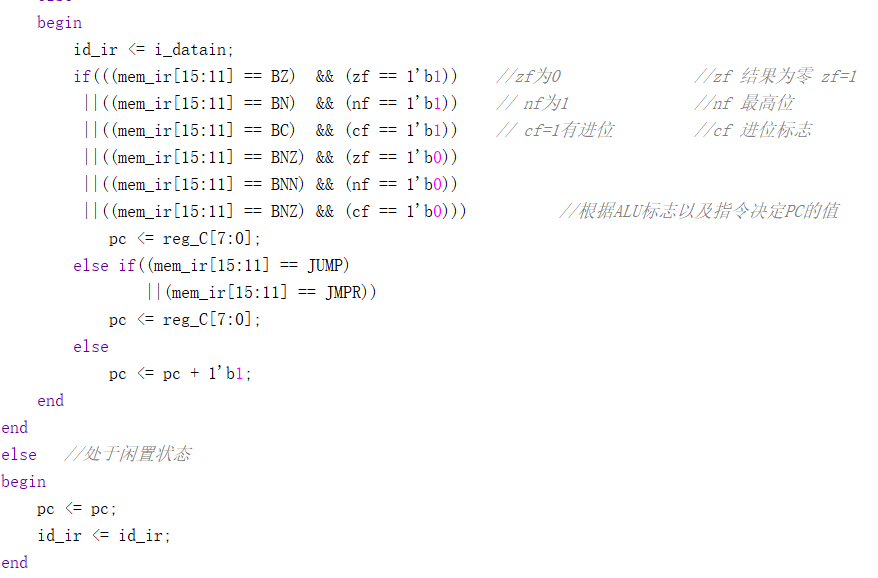 begin
id_ir <= i_datain;
if(((mem_ir[15:11] == BZ) && (zf == 1'b1)) //zf为0 //zf 结果为零 zf=1
||((mem_ir[15:11] == BN) && (nf == 1'b1)) // nf为1 //nf 最高位
||((mem_ir[15:11] == BC) && (cf == 1'b1)) // cf=1有进位 //cf 进位标志
||((mem_ir[15:11] == BNZ) && (zf == 1'b0))
||((mem_ir[15:11] == BNN) && (nf == 1'b0))
||((mem_ir[15:11] == BNZ) && (cf == 1'b0))) //根据ALU标志以及指令决定PC的值
pc <= reg_C[7:0];
else if((mem_ir[15:11] == JUMP)
||(mem_ir[15:11] == JMPR))
pc <= reg_C[7:0];
else
pc <= pc + 1'b1;
end
end
else //处于闲置状态
begin
pc <= pc;
id_ir <= id_ir;
end